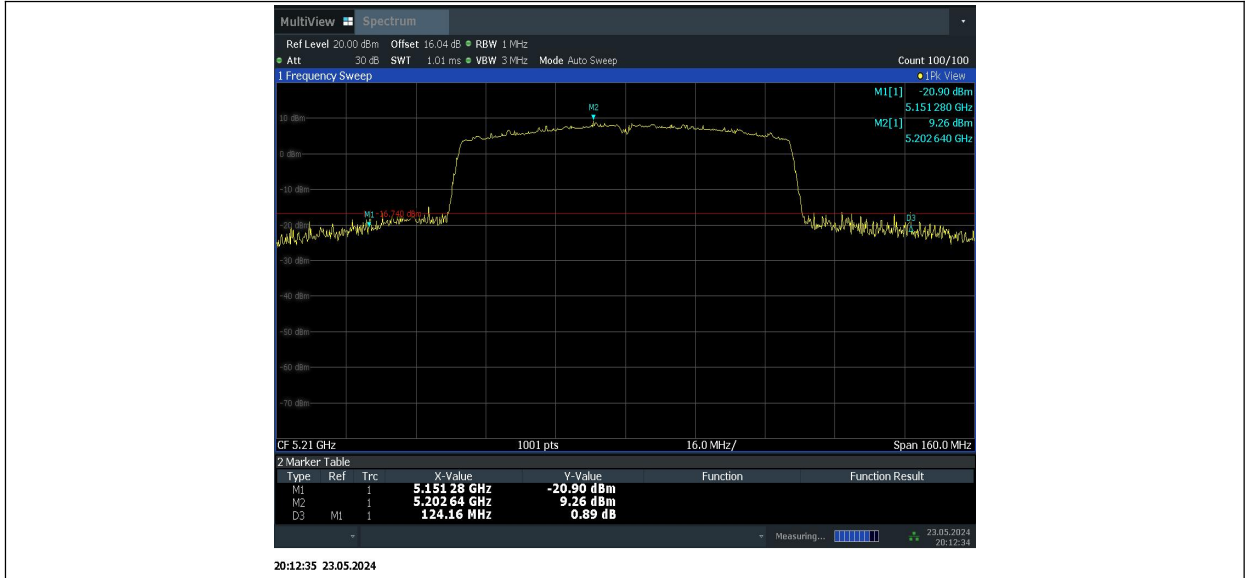 MultiView Spectrum
Ref Level 20.00 dBm Offset 16.04 dB RBW 1 MHz
Att 30 dB SWT 1.01 ms VBW 3 MHz Mode Auto Sweep Count 100/100
1 Frequency Sweep 1Pk View
M1[1] -20.90 dBm
5.151280 GHz
M2[1] 9.26 dBm
5.202640 GHz
M2
10 dBm
0 dBm
-10 dBm
M1 -16.740 dBm
D3
-20 dBm
-30 dBm
-40 dBm
-50 dBm
-60 dBm
-70 dBm
CF 5.21 GHz 1001 pts 16.0 MHz/ Span 160.0 MHz
2 Marker Table
Type Ref Trc X-Value Y-Value Function Function Result
M1 1 5.151 28 GHz -20.90 dBm
M2 1 5.202 64 GHz 9.26 dBm
D3 M1 1 124.16 MHz 0.89 dB
Measuring... 23.05.2024
20:12:34
20:12:35 23.05.2024